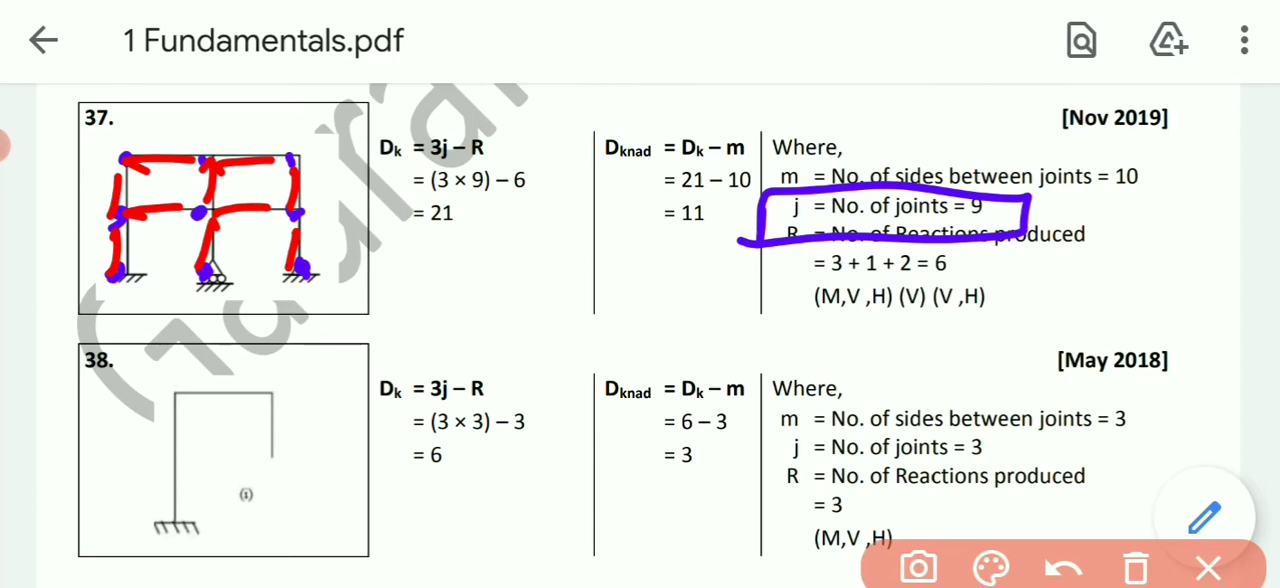 1 Fundamentals.pdf
37.
[Nov 2019]
Dk = 3j – R
= (3 × 9) – 6
= 21
Dknad = Dk – m
= 21 – 10
= 11
Where,
m = No. of sides between joints = 10
j = No. of joints = 9
R = No. of Reactions produced
= 3 + 1 + 2 = 6
(M,V ,H) (V) (V ,H)
38.
[May 2018]
(i)
Dk = 3j – R
= (3 × 3) – 3
= 6
Dknad = Dk – m
= 6 – 3
= 3
Where,
m = No. of sides between joints = 3
j = No. of joints = 3
R = No. of Reactions produced
= 3
(M,V ,H)